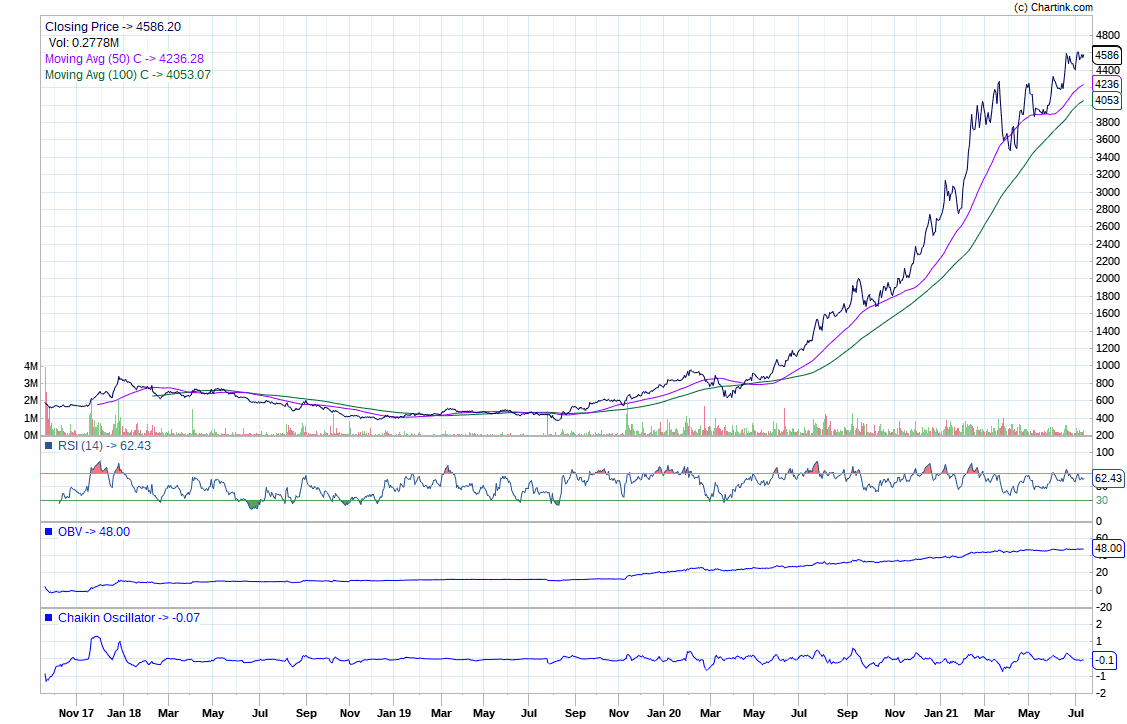 (c) Chartink.com
Closing Price -> 4586.20
Vol: 0.2778M
Moving Avg (50) C -> 4236.28
Moving Avg (100) C -> 4053.07
4800
4586
4400
4236
4053
3800
3600
3400
3200
3000
2800
2600
2400
2200
2000
1800
1600
1400
1200
1000
800
600
400
200
4M
3M
2M
1M
0M
RSI (14) -> 62.43
100
62.43
30
0
OBV -> 48.00
60
48.00
20
0
-20
Chaikin Oscillator -> -0.07
2
1
-0.1
-1
-2
Nov 17 Jan 18 Mar May Jul Sep Nov Jan 19 Mar May Jul Sep Nov Jan 20 Mar May Jul Sep Nov Jan 21 Mar May Jul